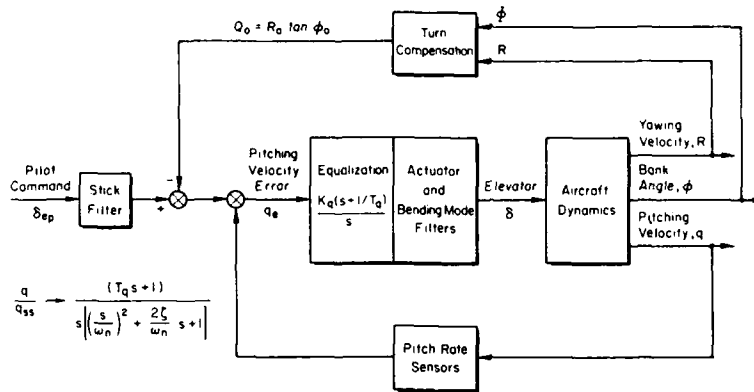 Q₀ = Rₐ tan ϕ₀
Turn
Compensation
ϕ
R
Yawing
Velocity, R
Bank
Angle, ϕ
Pitching
Velocity, q
Pilot
Command
δep
Stick
Filter
−
+
Pitching
Velocity
Error
qe
Equalization
Kq(s+1/Tq)
s
Actuator
and
Bending Mode
Filters
Elevator
δ
Aircraft
Dynamics
q
qss
→
(Tq s+1)
s|(s/ωn)² + 2ζ/ωn s+1|
Pitch Rate
Sensors